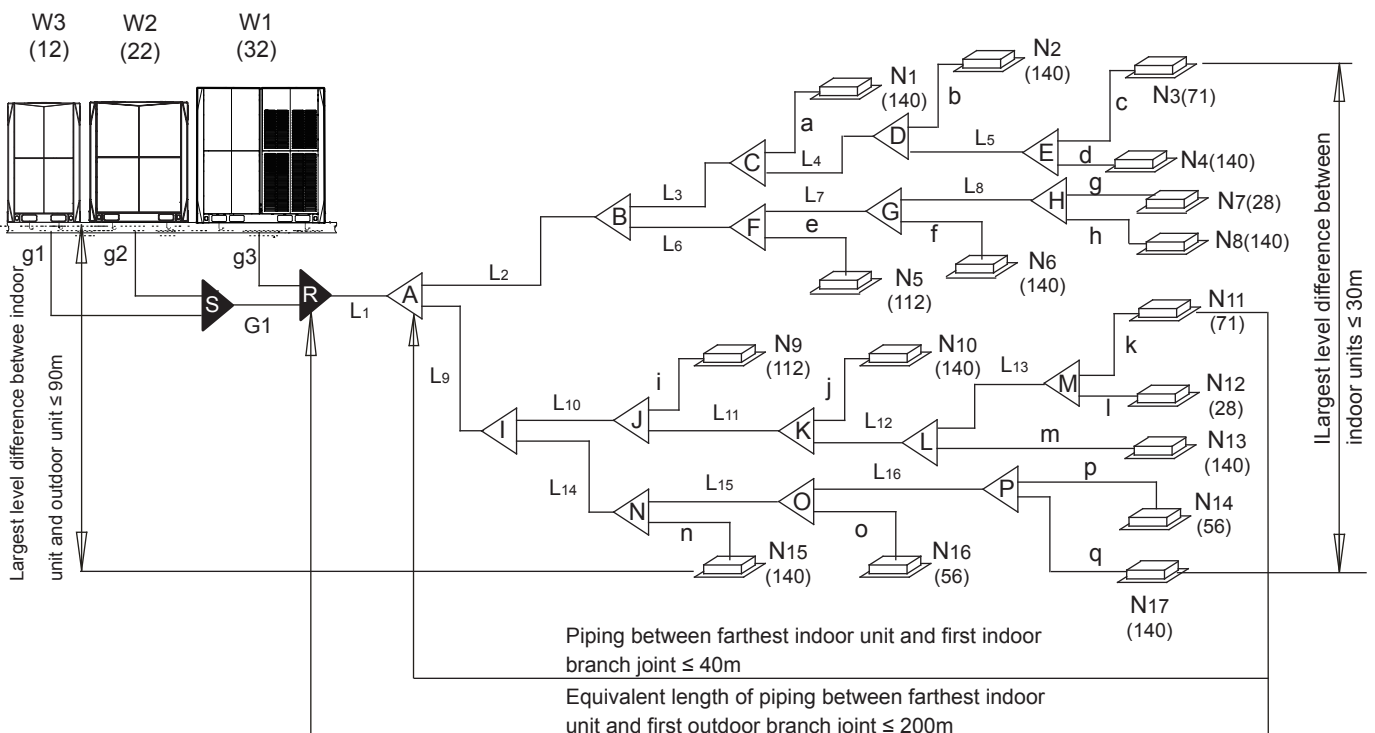 W3
(12)
W2
(22)
W1
(32)
g1
g2
g3
S
G1
R
L1
A
L2
B
L3
C
a
N1
(140)
L4
D
b
N2
(140)
L5
E
c
N3(71)
d
N4(140)
L6
F
L7
e
N5
(112)
G
f
N6
(140)
L8
H
g
N7(28)
h
N8(140)
L9
I
L10
J
i
N9
(112)
L11
K
j
N10
(140)
L12
L
L13
M
k
N11
(71)
l
N12
(28)
m
N13
(140)
L14
N
L15
n
N15
(140)
O
o
N16
(56)
L16
P
p
N14
(56)
q
N17
(140)
Largest level difference betwee indoor
unit and outdoor unit ≤ 90m
lLargest level difference between
indoor units ≤ 30m
Piping between farthest indoor unit and first indoor
branch joint ≤ 40m
Equivalent length of piping between farthest indoor
unit and first outdoor branch joint ≤ 200m